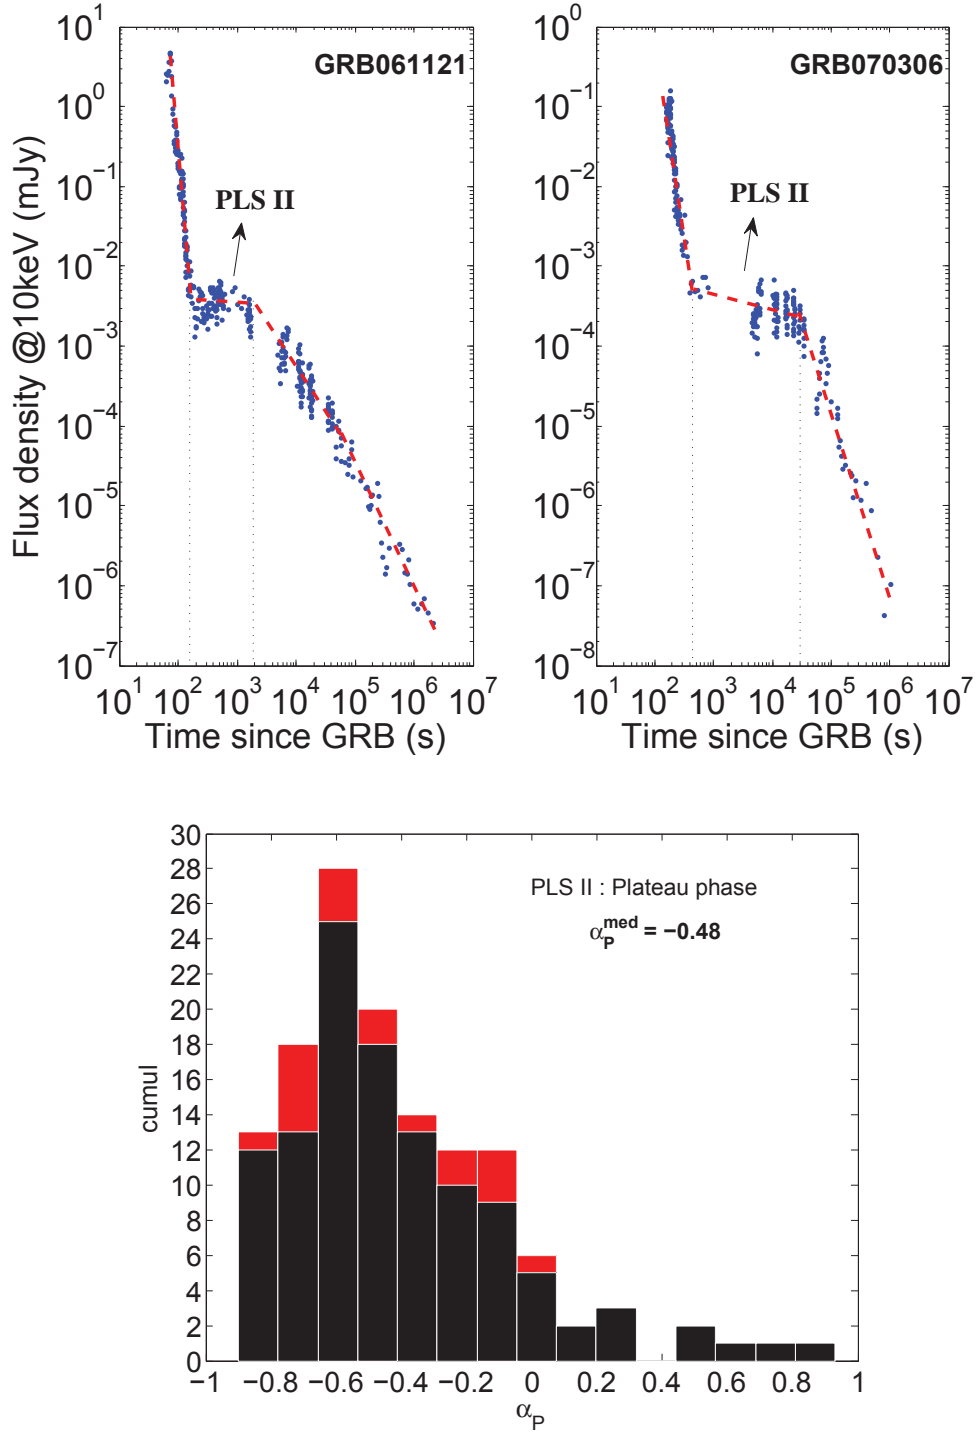 GRB061121
PLS II
Flux density @10keV (mJy)
10^1
10^0
10^−1
10^−2
10^−3
10^−4
10^−5
10^−6
10^−7
10^1 10^2 10^3 10^4 10^5 10^6 10^7
Time since GRB (s)
GRB070306
PLS II
10^0
10^−1
10^−2
10^−3
10^−4
10^−5
10^−6
10^−7
10^−8
10^1 10^2 10^3 10^4 10^5 10^6 10^7
Time since GRB (s)
PLS II : Plateau phase
α_P^med = −0.48
cumul
30
28
26
24
22
20
18
16
14
12
10
8
6
4
2
0
−1 −0.8 −0.6 −0.4 −0.2 0 0.2 0.4 0.6 0.8 1
α_P